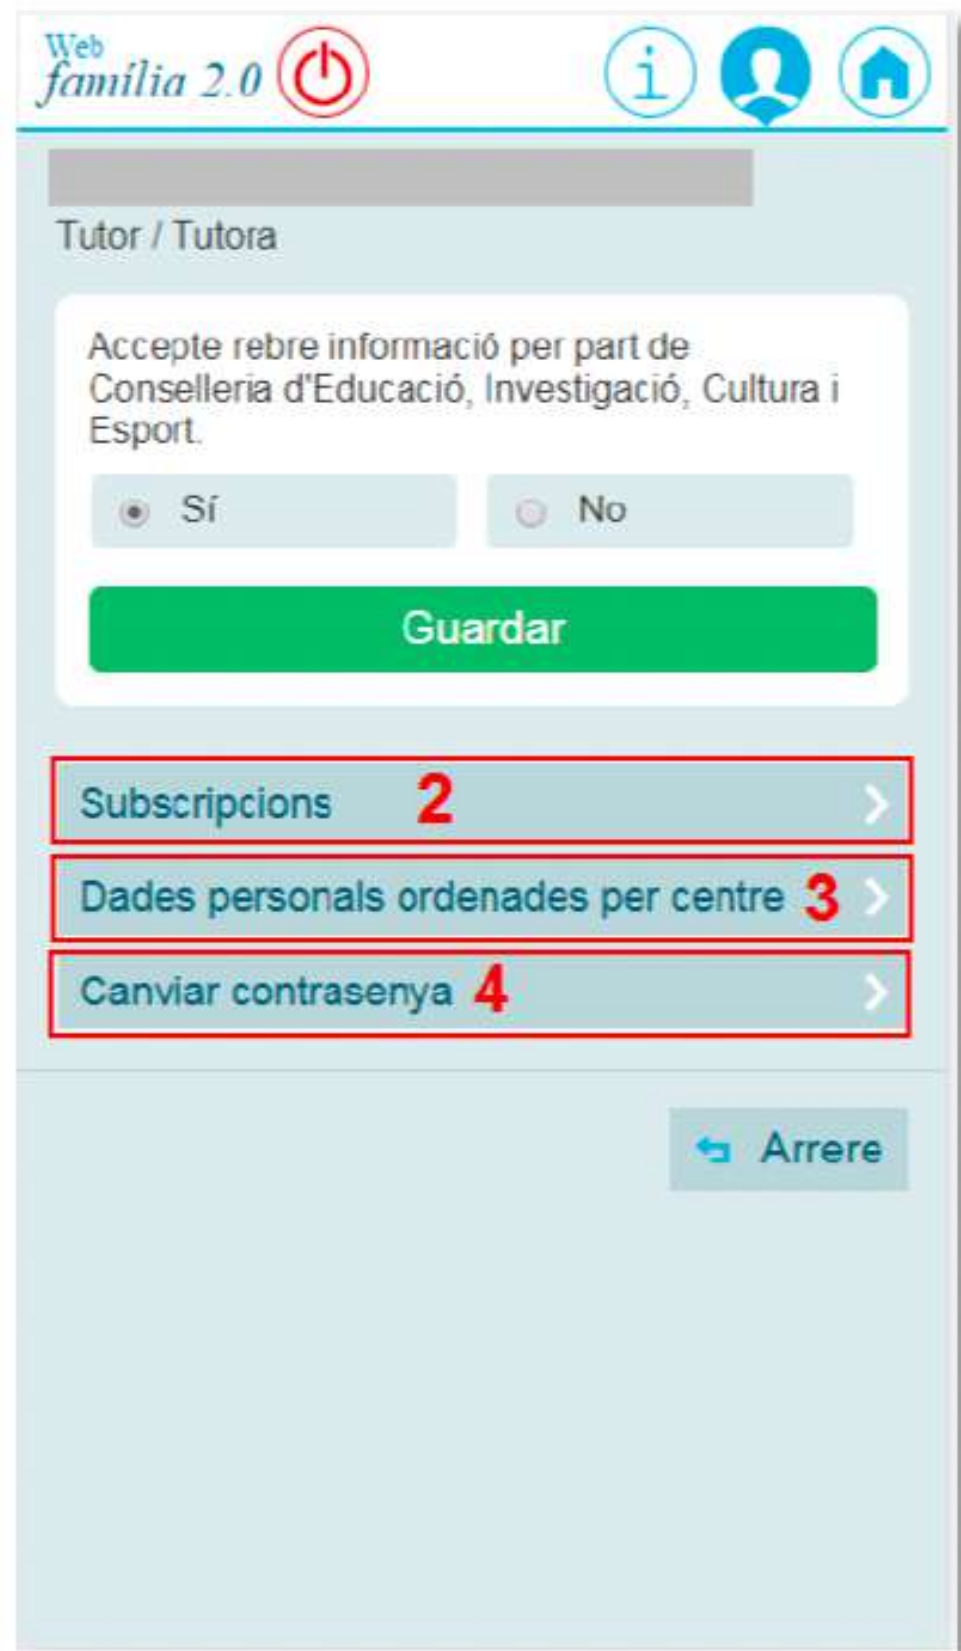 Web
família 2.0
Tutor / Tutora
Accepte rebre informació per part de
Conselleria d'Educació, Investigació, Cultura i
Esport.
Sí No
Guardar
Subscripcions 2
Dades personals ordenades per centre 3
Canviar contrasenya 4
Arrere